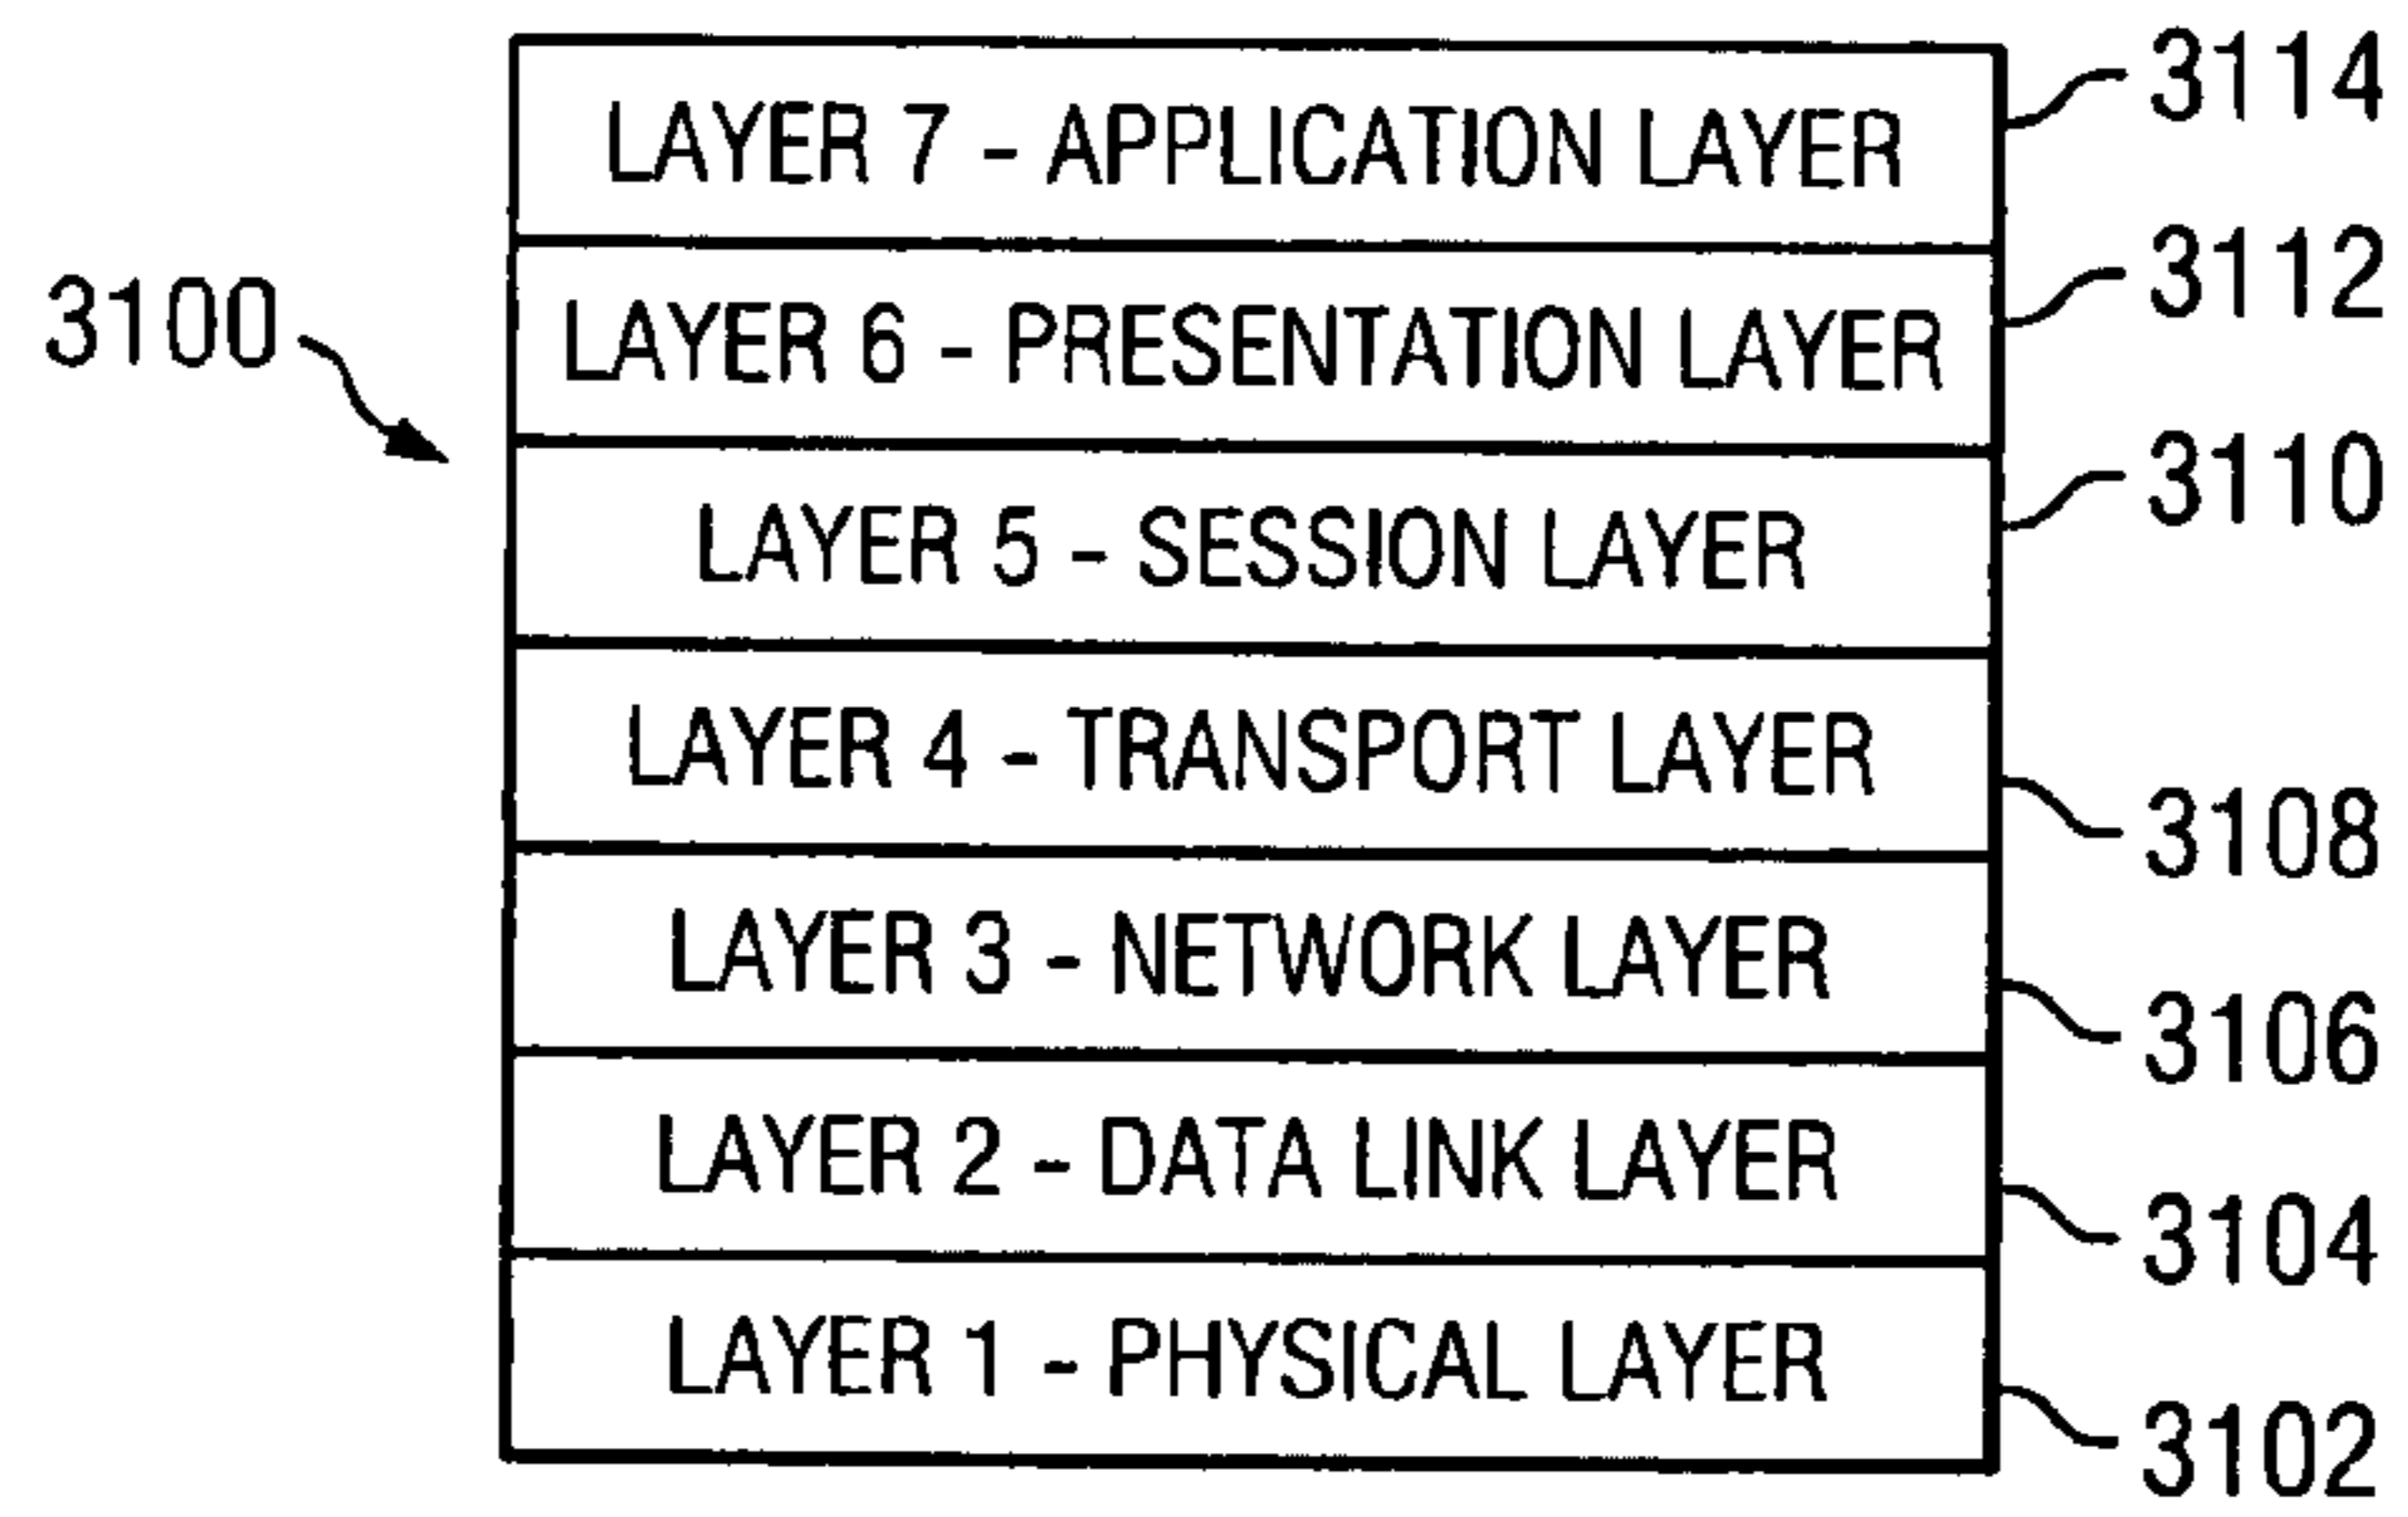 LAYER 7 - APPLICATION LAYER 3114
LAYER 6 - PRESENTATION LAYER 3112
3100
LAYER 5 - SESSION LAYER 3110
LAYER 4 - TRANSPORT LAYER 3108
LAYER 3 - NETWORK LAYER 3106
LAYER 2 - DATA LINK LAYER 3104
LAYER 1 - PHYSICAL LAYER 3102